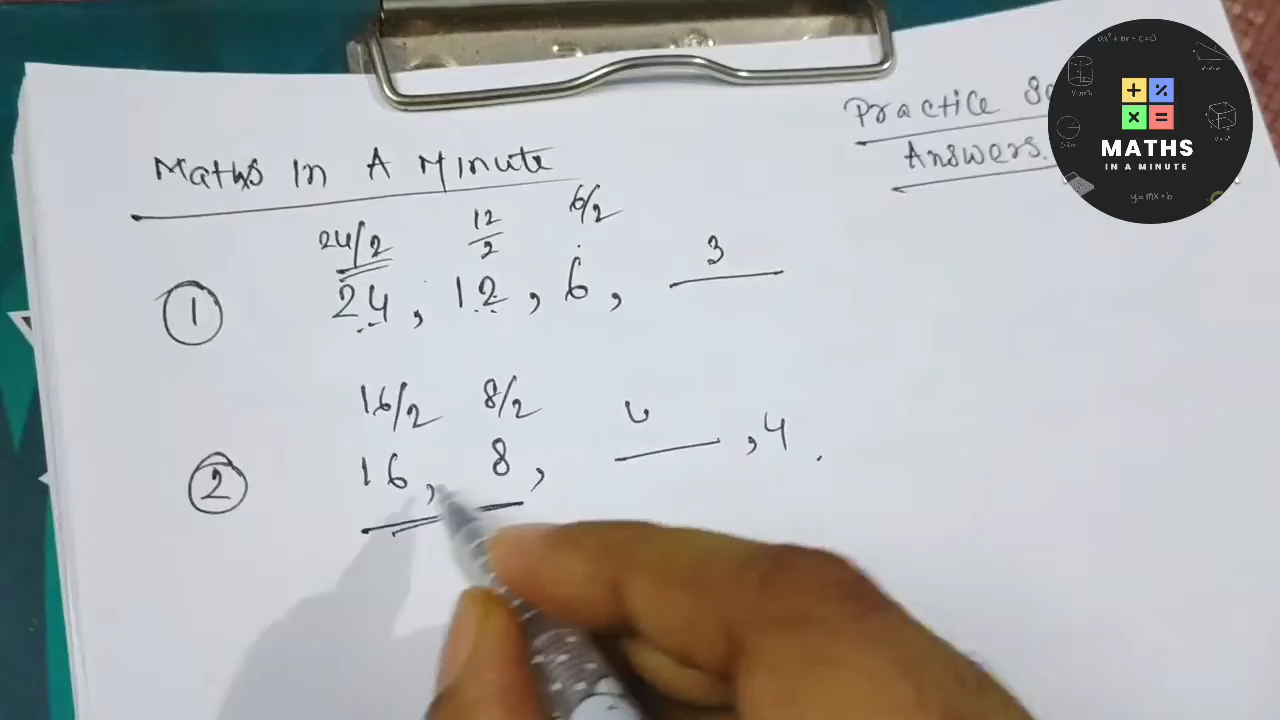 Maths In A Minute
Practice
Answers.
24/2 12/2 6/2
1 24, 12, 6, 3
16/2 8/2
2 16, 8, , 4.
+ %
× =
MATHS
IN A MINUTE
y = mx + b